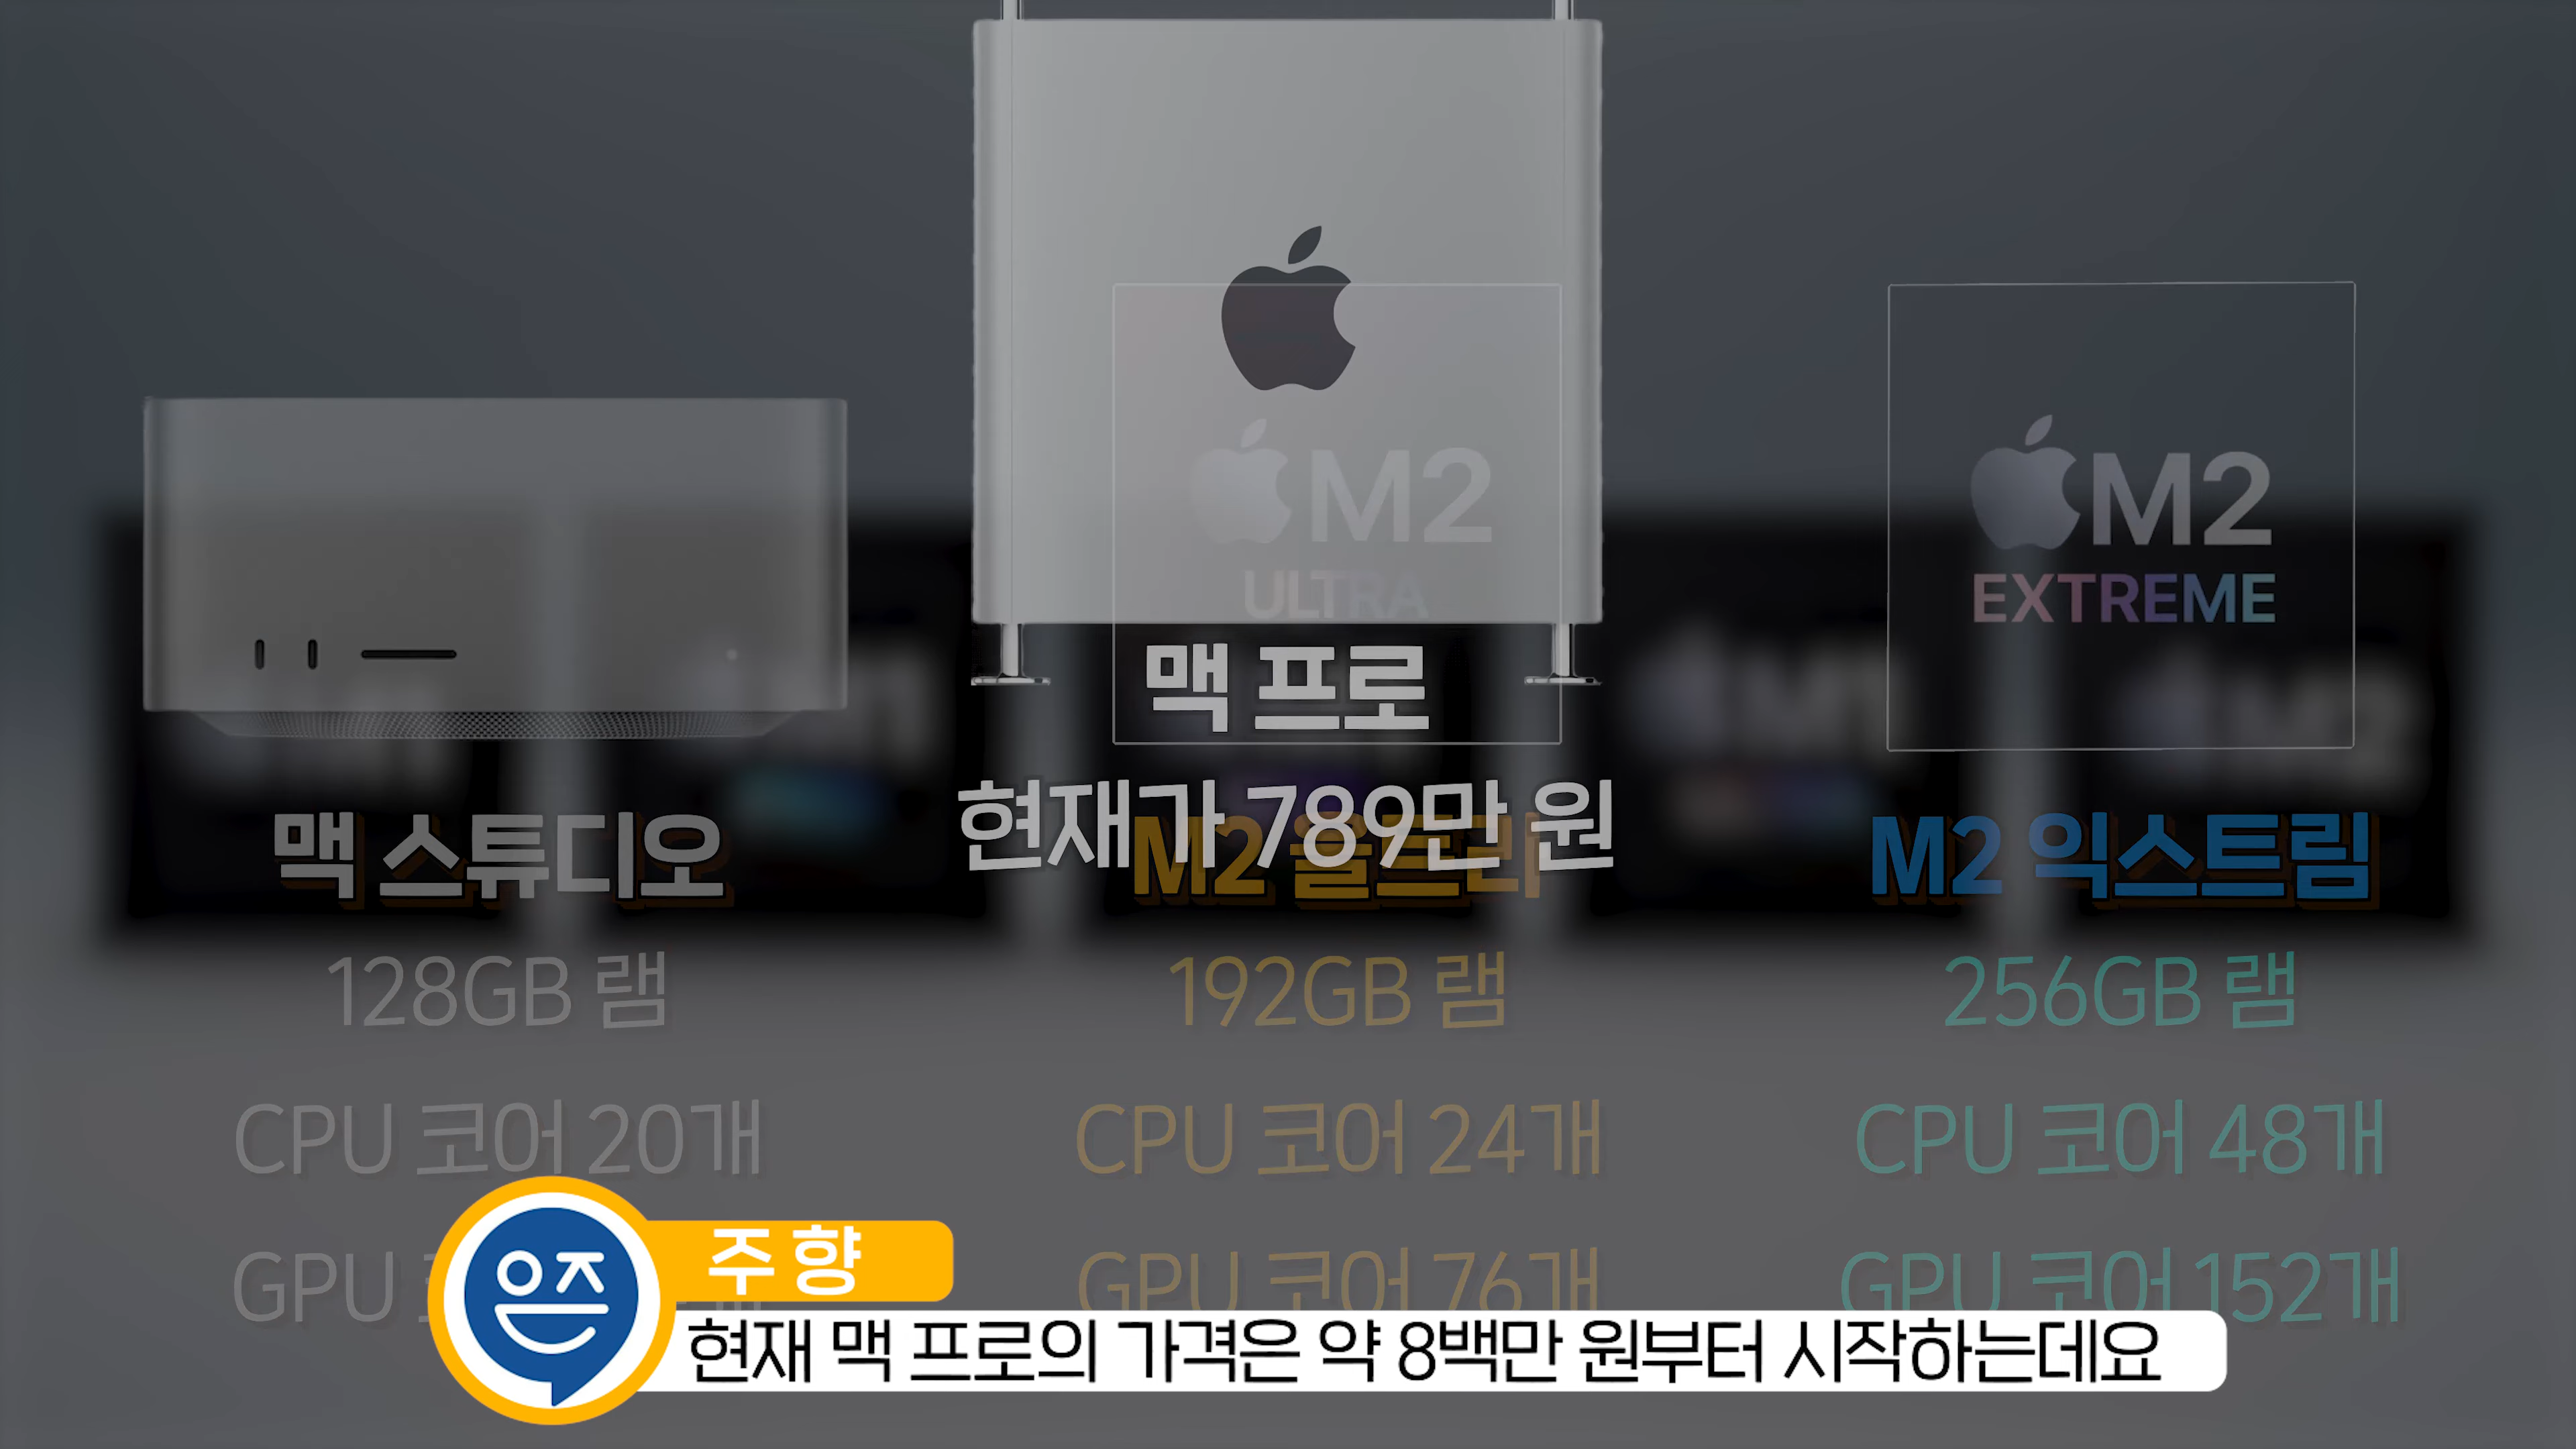 M2
ULTRA
M2
EXTREME
맥 프로
현재가 789만 원
맥 스튜디오
M2 울트라
M2 익스트림
128GB 램
192GB 램
256GB 램
CPU 코어 20개
CPU 코어 24개
CPU 코어 48개
GPU
GPU 코어 76개
GPU 코어 152개
으즈
주향
현재 맥 프로의 가격은 약 8백만 원부터 시작하는데요